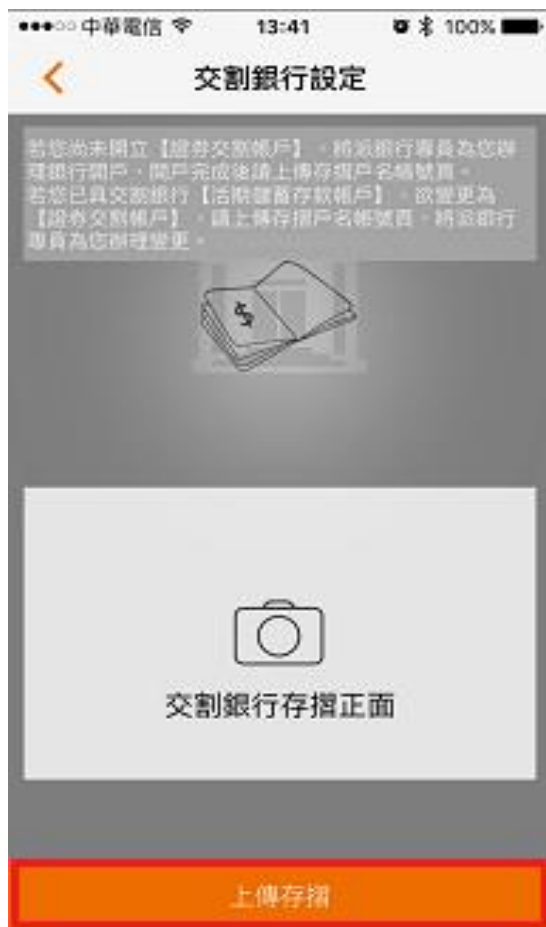 中華電信 13:41 100%
交割銀行設定
若您尚未開立【證券交割帳戶】，將派銀行專員為您辦
理銀行開戶，開戶完成後請上傳存摺戶名帳號頁。
若您已具交割銀行【活期儲蓄存款帳戶】，欲變更為
【證券交割帳戶】，請上傳存摺戶名帳號頁，將派銀行
專員為您辦理變更。
$
交割銀行存摺正面
上傳存摺